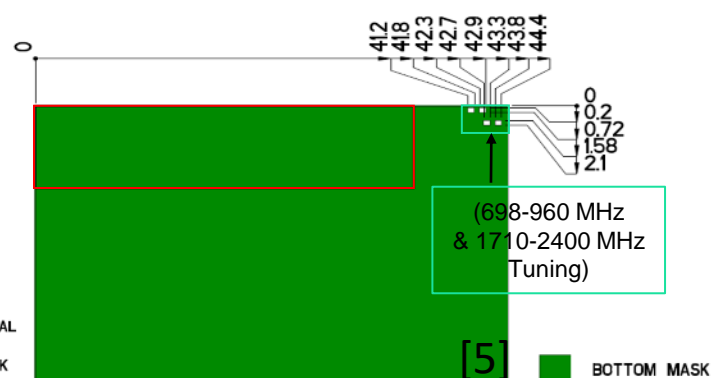 0
41.2
41.8
42.3
42.7
42.9
43.3
43.8
44.4
0
0.2
0.72
1.58
2.1
(698-960 MHz
& 1710-2400 MHz
Tuning)
AL
K
[5]
BOTTOM MASK